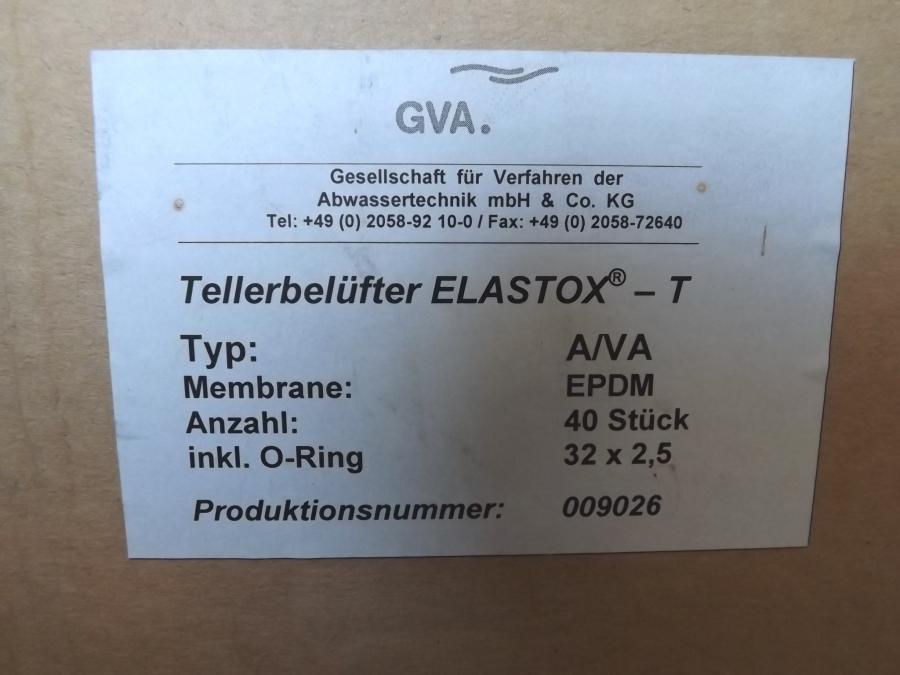 GVA.
Gesellschaft für Verfahren der
Abwassertechnik mbH & Co. KG
Tel: +49 (0) 2058-92 10-0 / Fax: +49 (0) 2058-72640
Tellerbelüfter ELASTOX® – T
Typ: A/VA
Membrane: EPDM
Anzahl: 40 Stück
inkl. O-Ring 32 x 2,5
Produktionsnummer: 009026